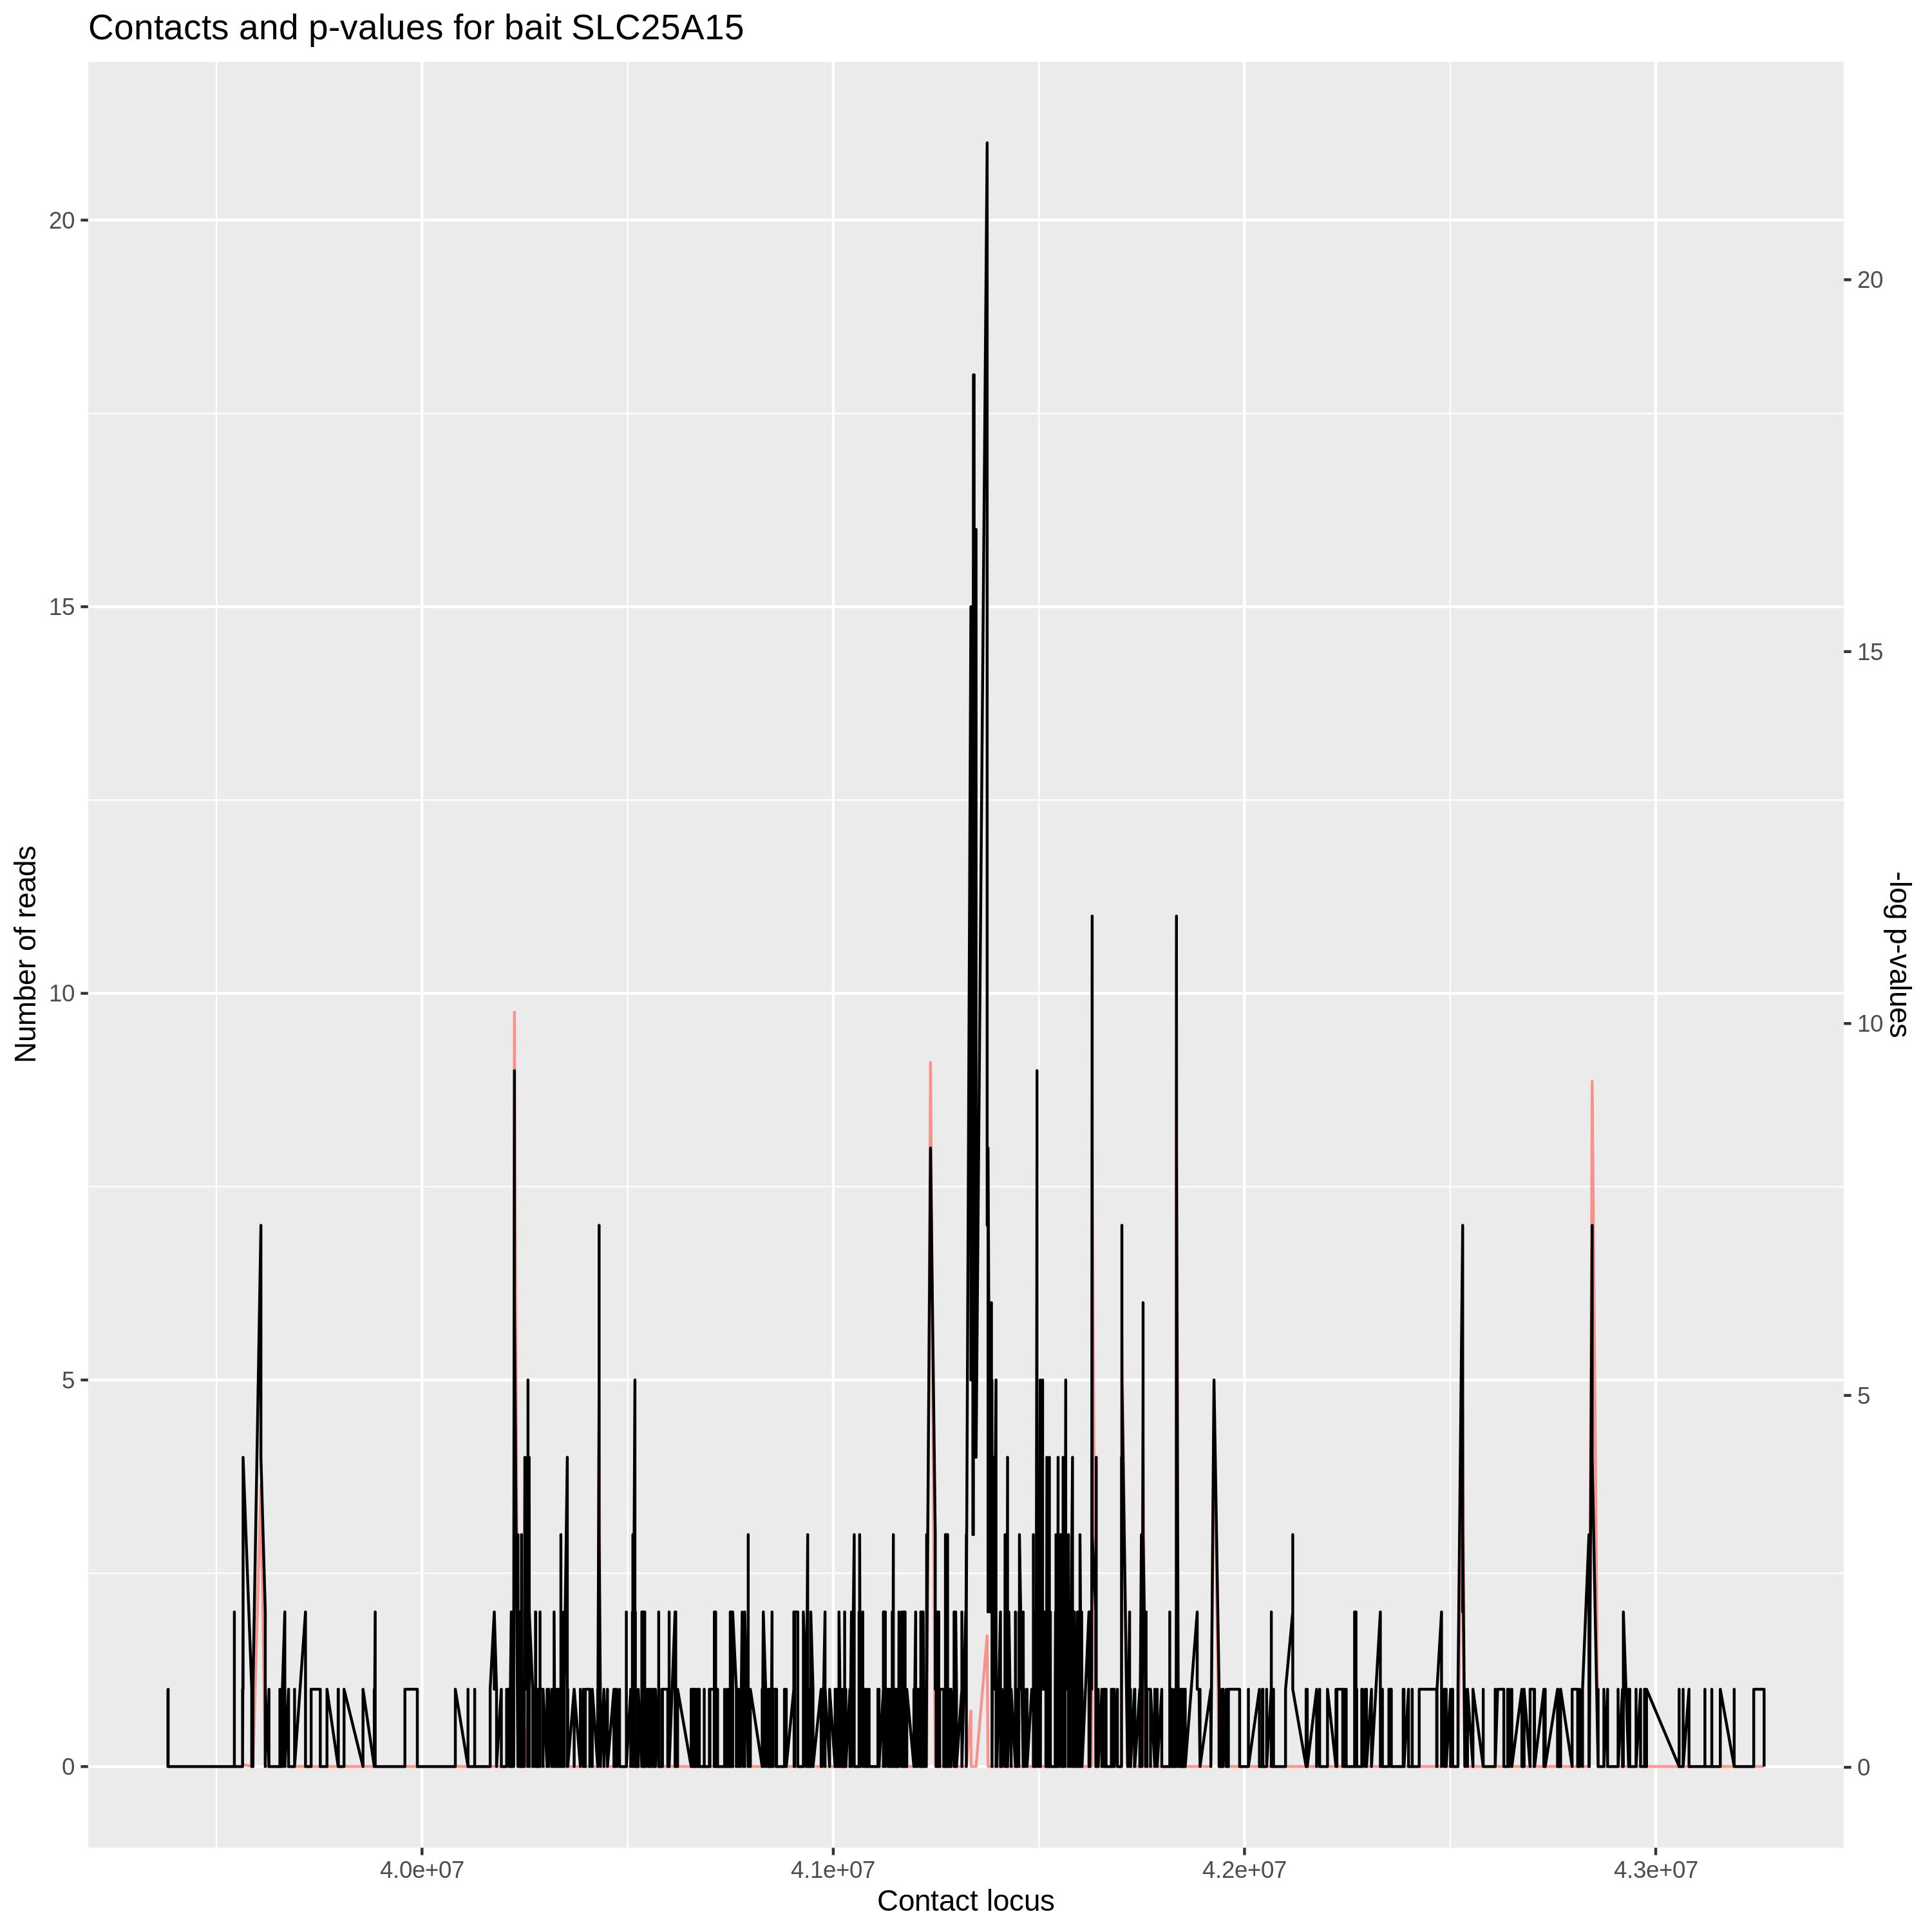 Contacts and p-values for bait SLC25A15
20
15
10
5
0
Number of reads
20
15
10
5
0
-log p-values
4.0e+07
4.1e+07
4.2e+07
4.3e+07
Contact locus